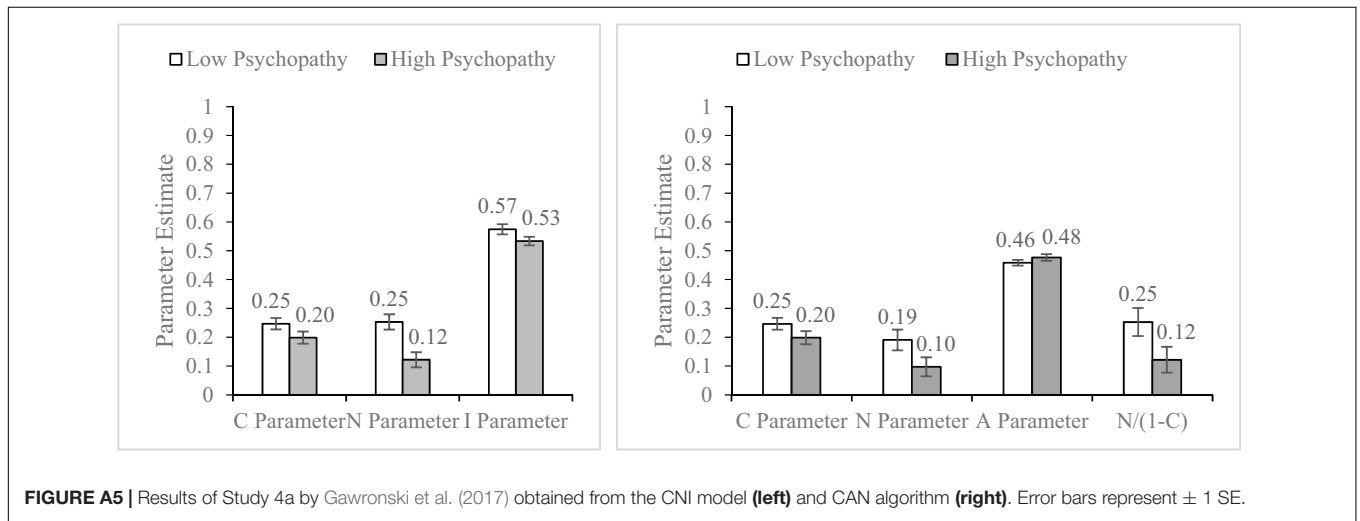 Low Psychopathy High Psychopathy
Parameter Estimate
1
0.9
0.8
0.7
0.6
0.5
0.4
0.3
0.2
0.1
0
0.25 0.20 0.25 0.12 0.57 0.53
C Parameter N Parameter I Parameter
Low Psychopathy High Psychopathy
Parameter Estimate
1
0.9
0.8
0.7
0.6
0.5
0.4
0.3
0.2
0.1
0
0.25 0.20 0.19 0.10 0.46 0.48 0.25 0.12
C Parameter N Parameter A Parameter N/(1-C)
FIGURE A5 | Results of Study 4a by Gawronski et al. (2017) obtained from the CNI model (left) and CAN algorithm (right). Error bars represent ± 1 SE.